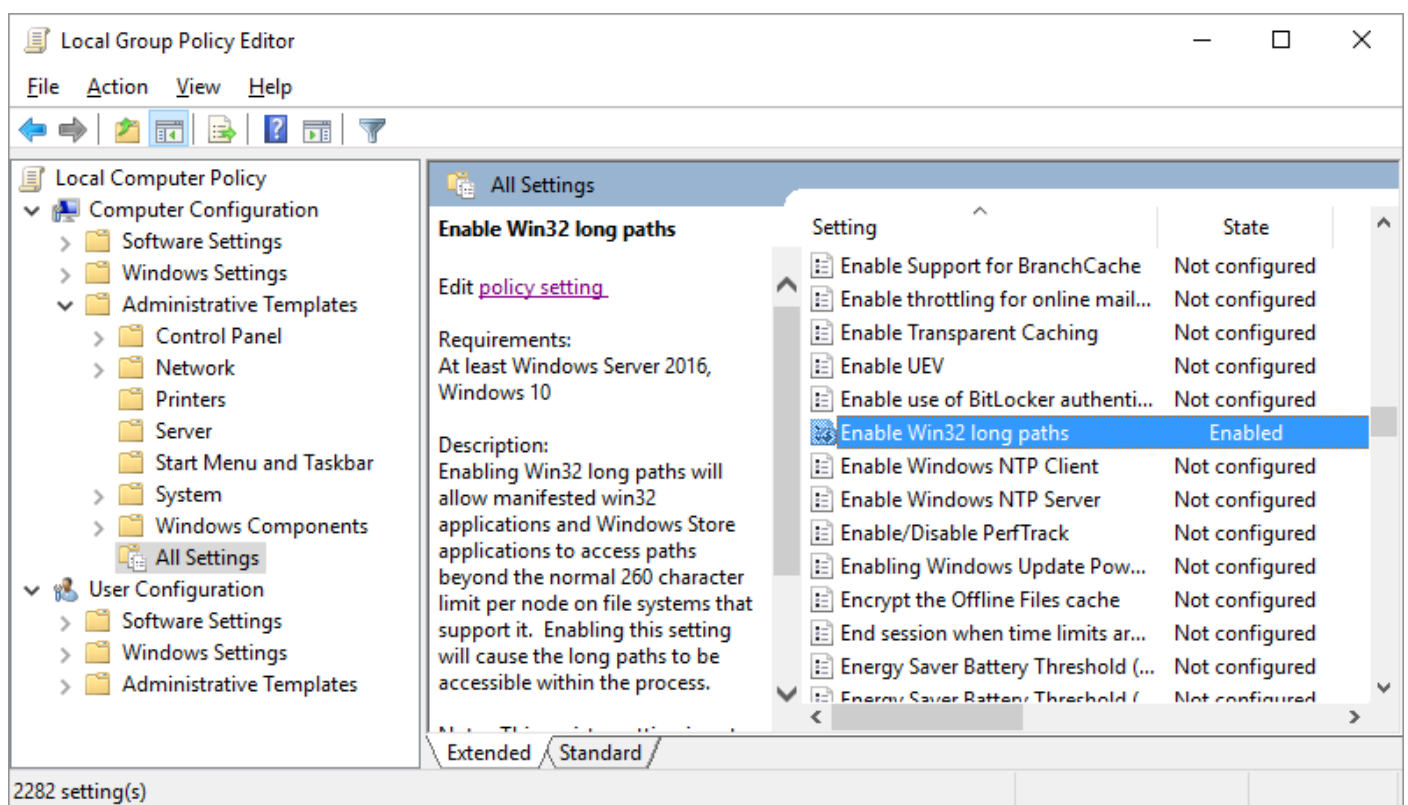 Local Group Policy Editor
File Action View Help
Local Computer Policy
Computer Configuration
Software Settings
Windows Settings
Administrative Templates
Control Panel
Network
Printers
Server
Start Menu and Taskbar
System
Windows Components
All Settings
User Configuration
Software Settings
Windows Settings
Administrative Templates
All Settings
Enable Win32 long paths
Edit policy setting
Requirements:
At least Windows Server 2016,
Windows 10
Description:
Enabling Win32 long paths will
allow manifested win32
applications and Windows Store
applications to access paths
beyond the normal 260 character
limit per node on file systems that
support it.  Enabling this setting
will cause the long paths to be
accessible within the process.
Setting State
Enable Support for BranchCache Not configured
Enable throttling for online mail... Not configured
Enable Transparent Caching Not configured
Enable UEV Not configured
Enable use of BitLocker authenti... Not configured
Enable Win32 long paths Enabled
Enable Windows NTP Client Not configured
Enable Windows NTP Server Not configured
Enable/Disable PerfTrack Not configured
Enabling Windows Update Pow... Not configured
Encrypt the Offline Files cache Not configured
End session when time limits ar... Not configured
Energy Saver Battery Threshold (... Not configured
Energy Saver Battery Threshold ( Not configured
Extended Standard
2282 setting(s)